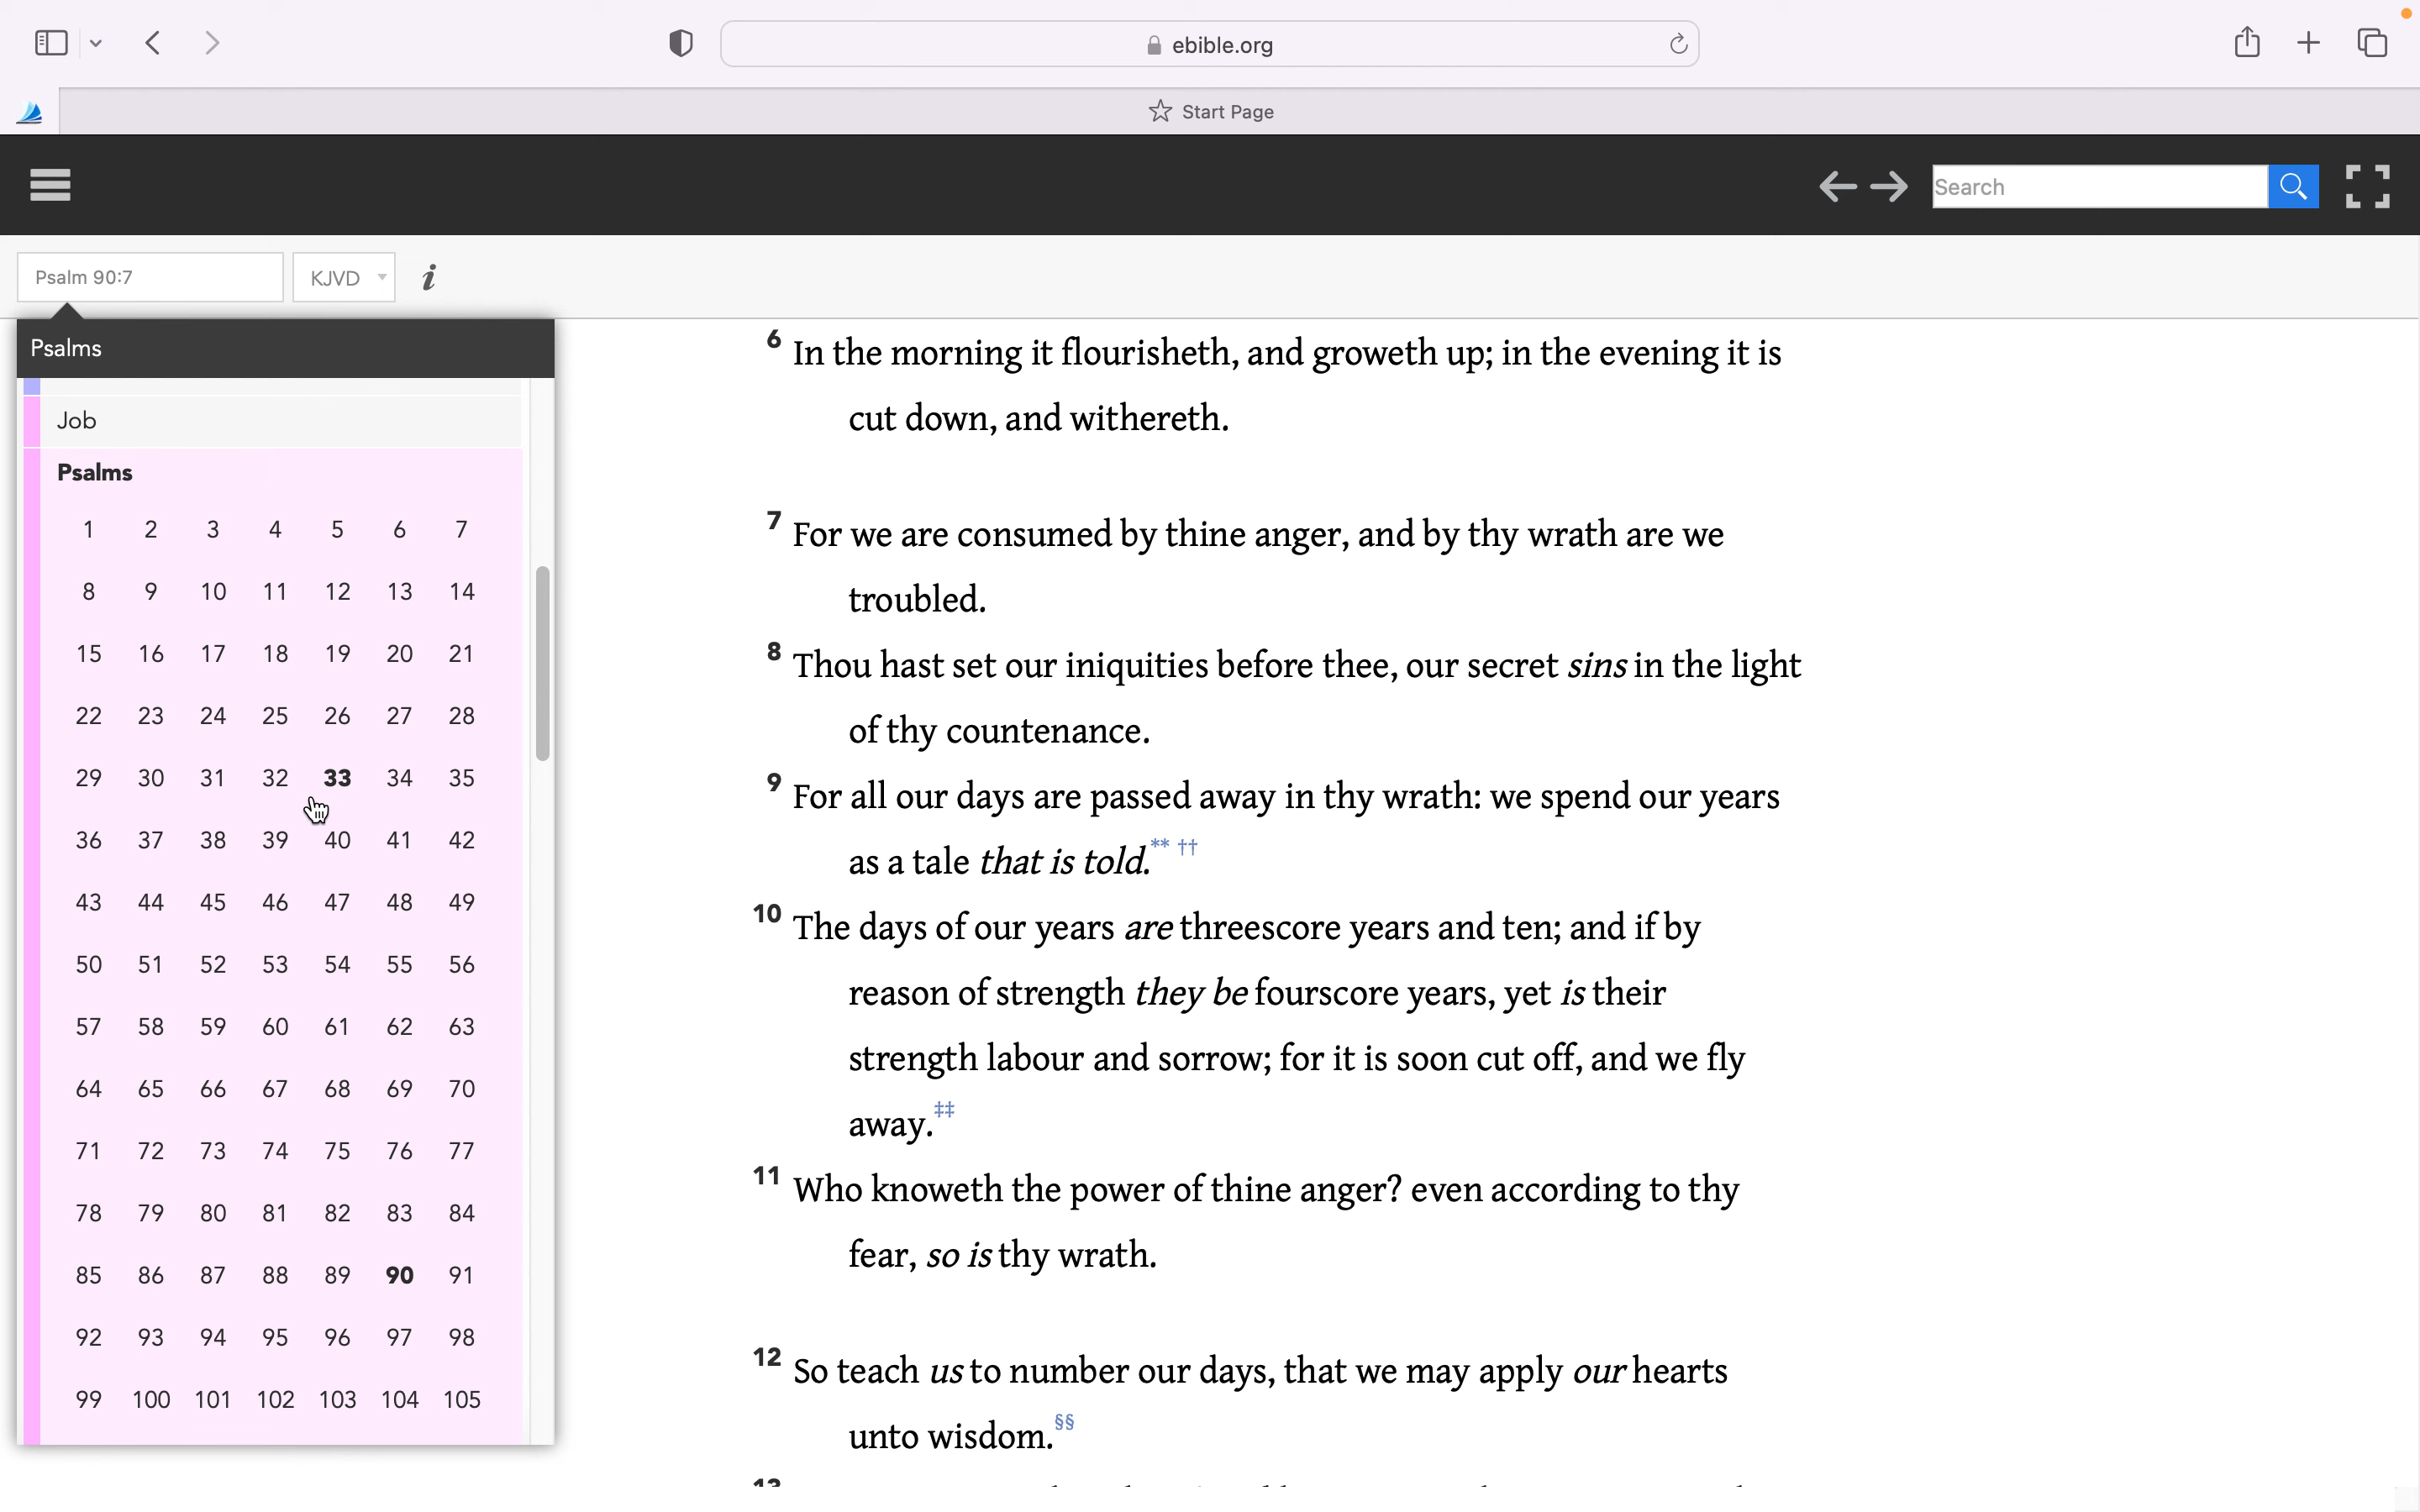 ebible.org
Start Page
Search
Psalm 90:7
KJVD
i
Psalms
Job
Psalms
1 2 3 4 5 6 7
8 9 10 11 12 13 14
15 16 17 18 19 20 21
22 23 24 25 26 27 28
29 30 31 32 33 34 35
36 37 38 39 40 41 42
43 44 45 46 47 48 49
50 51 52 53 54 55 56
57 58 59 60 61 62 63
64 65 66 67 68 69 70
71 72 73 74 75 76 77
78 79 80 81 82 83 84
85 86 87 88 89 90 91
92 93 94 95 96 97 98
99 100 101 102 103 104 105
6 In the morning it flourisheth, and groweth up; in the evening it is
cut down, and withereth.
7 For we are consumed by thine anger, and by thy wrath are we
troubled.
8 Thou hast set our iniquities before thee, our secret sins in the light
of thy countenance.
9 For all our days are passed away in thy wrath: we spend our years
as a tale that is told.** ††
10 The days of our years are threescore years and ten; and if by
reason of strength they be fourscore years, yet is their
strength labour and sorrow; for it is soon cut off, and we fly
away.‡‡
11 Who knoweth the power of thine anger? even according to thy
fear, so is thy wrath.
12 So teach us to number our days, that we may apply our hearts
unto wisdom.§§